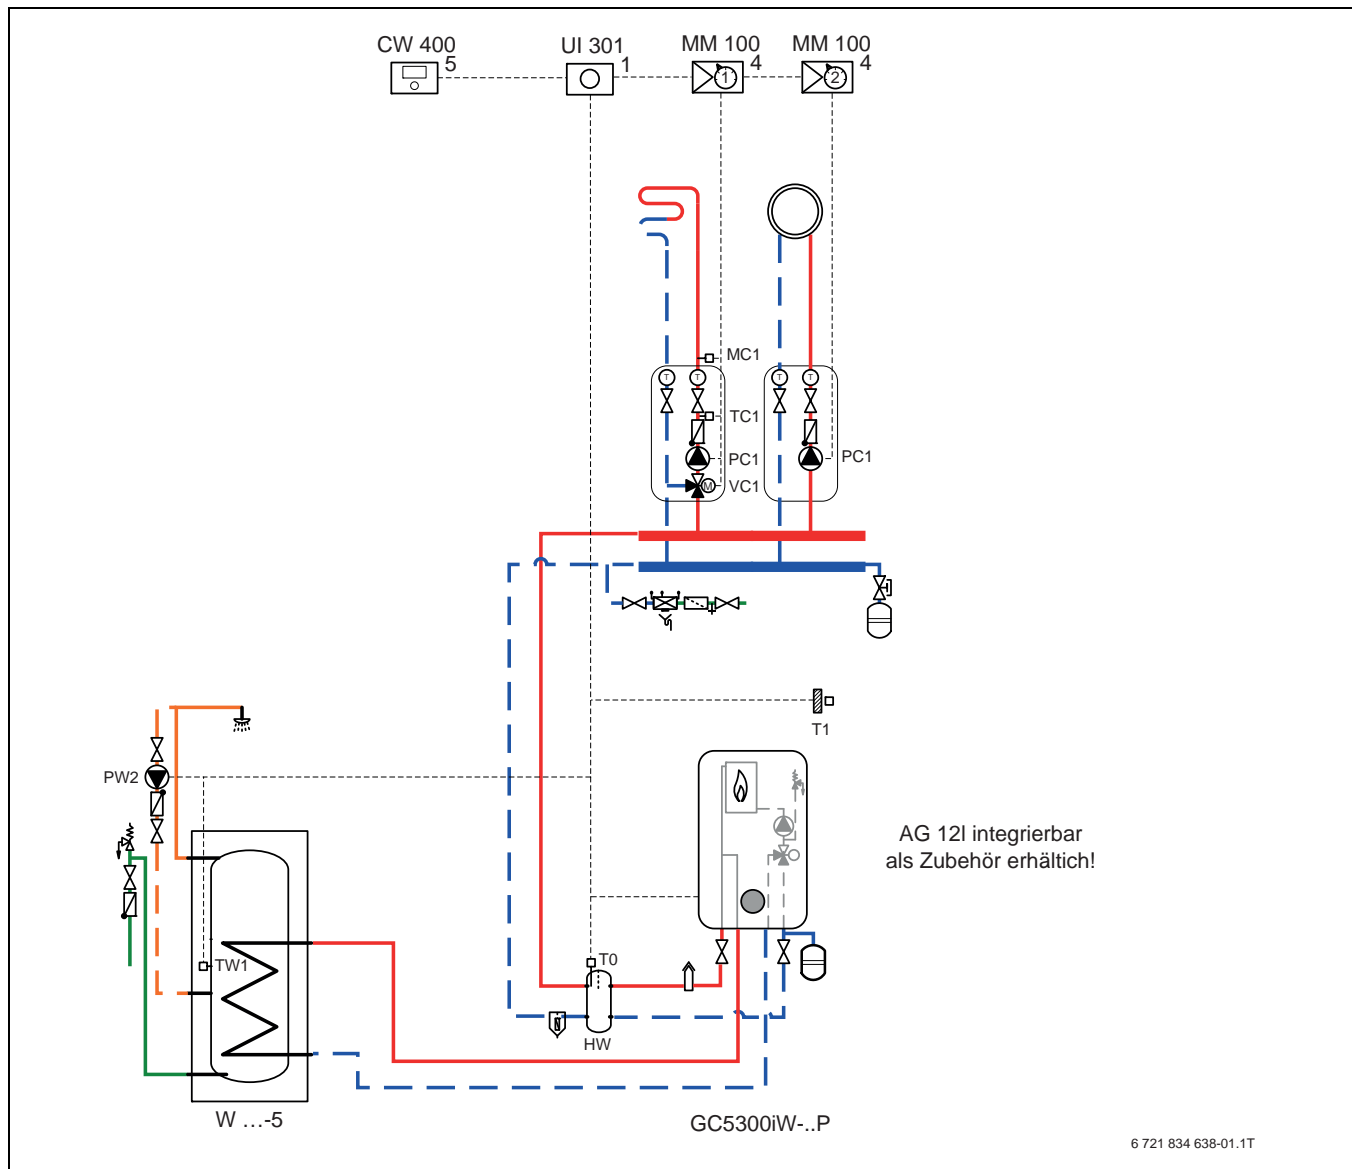 CW 400
5
UI 301
1
MM 100
4
MM 100
4
1
2
MC1
T
T
T
T
TC1
PC1
PC1
VC1
M
T1
PW2
AG 12l integrierbar
als Zubehör erhältich!
TW1
T0
HW
W ...-5
GC5300iW-..P
6 721 834 638-01.1T